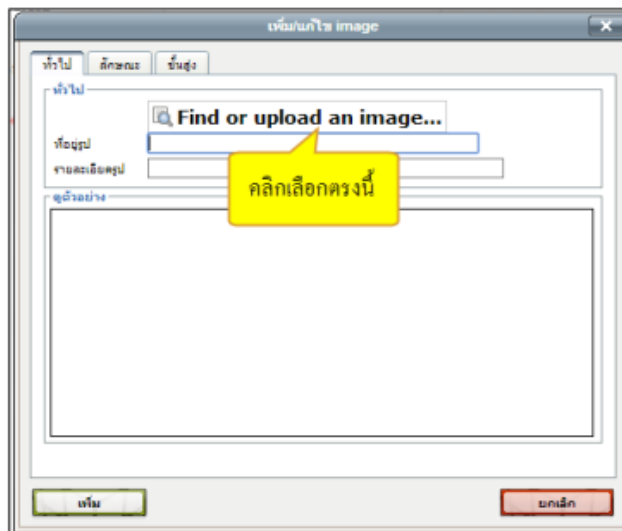 เพิ่ม/แก้ไข image
ทั่วไป ลักษณะ ขั้นสูง
ทั่วไป
Find or upload an image...
ที่อยู่รูป
รายละเอียดรูป
คลิกเลือกตรงนี้
ดูตัวอย่าง
เพิ่ม ยกเลิก